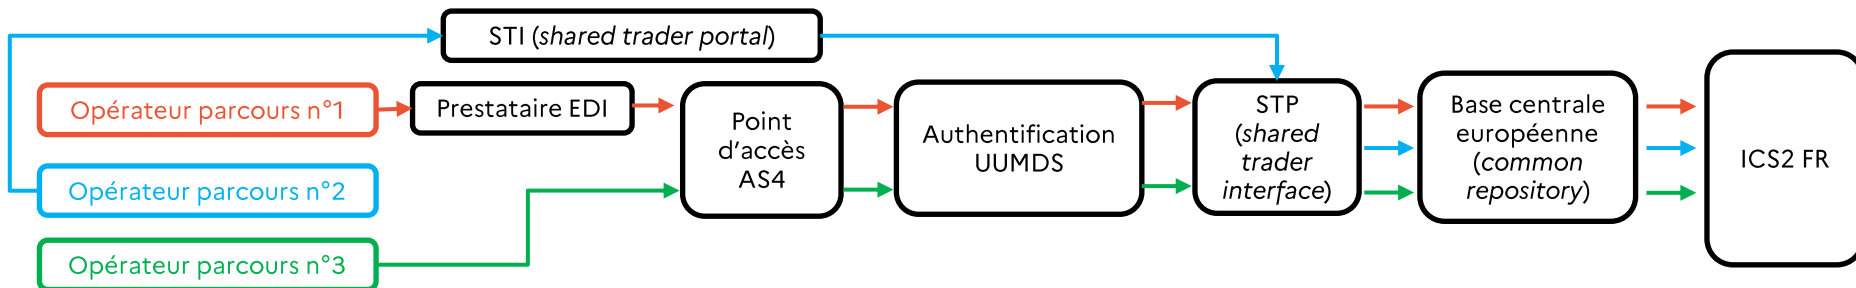 STI (shared trader portal)
Opérateur parcours n°1
Prestataire EDI
Opérateur parcours n°2
Opérateur parcours n°3
Point
d'accès
AS4
Authentification
UUMDS
STP
(shared
trader
interface)
Base centrale
européenne
(common
repository)
ICS2 FR